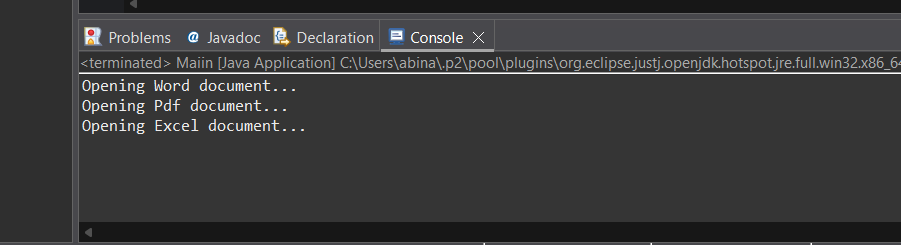 Problems @ Javadoc Declaration Console
<terminated> Maiin [Java Application] C:\Users\abina\.p2\pool\plugins\org.eclipse.justj.openjdk.hotspot.jre.full.win32.x86_64
Opening Word document...
Opening Pdf document...
Opening Excel document...